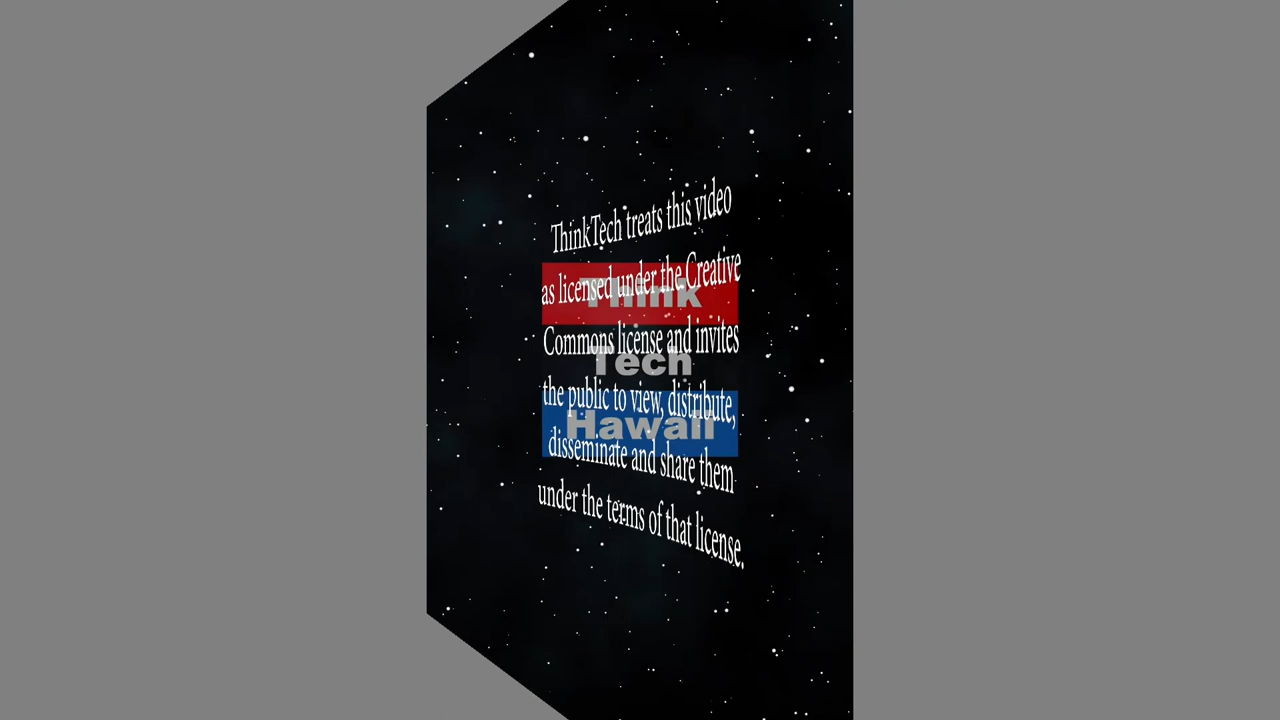 ThinkTech treats this video
as licensed under the Creative
Commons license and invites
the public to view, distribute,
disseminate and share them
under the terms of that license.
Think
Tech
Hawaii